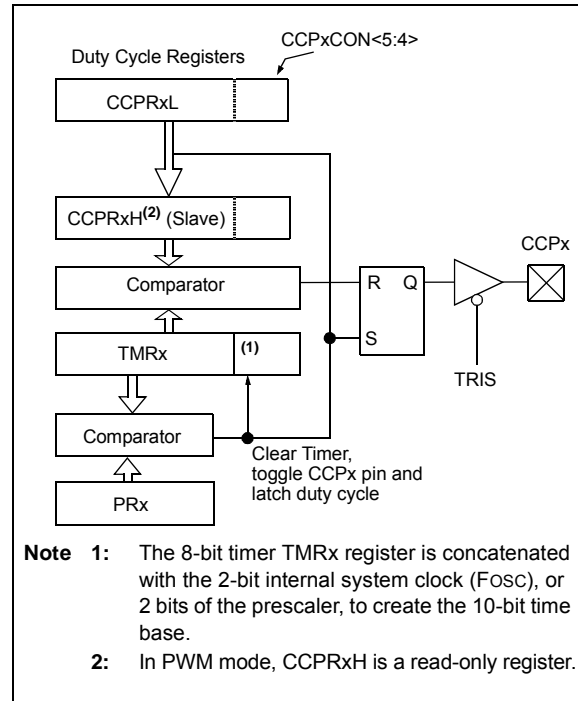 CCPxCON<5:4>
Duty Cycle Registers
CCPRxL
CCPRxH(2) (Slave)
CCPx
Comparator
R Q
TMRx
(1)
S
TRIS
Comparator
Clear Timer,
toggle CCPx pin and
latch duty cycle
PRx
Note 1: The 8-bit timer TMRx register is concatenated
with the 2-bit internal system clock (FOSC), or
2 bits of the prescaler, to create the 10-bit time
base.
2: In PWM mode, CCPRxH is a read-only register.